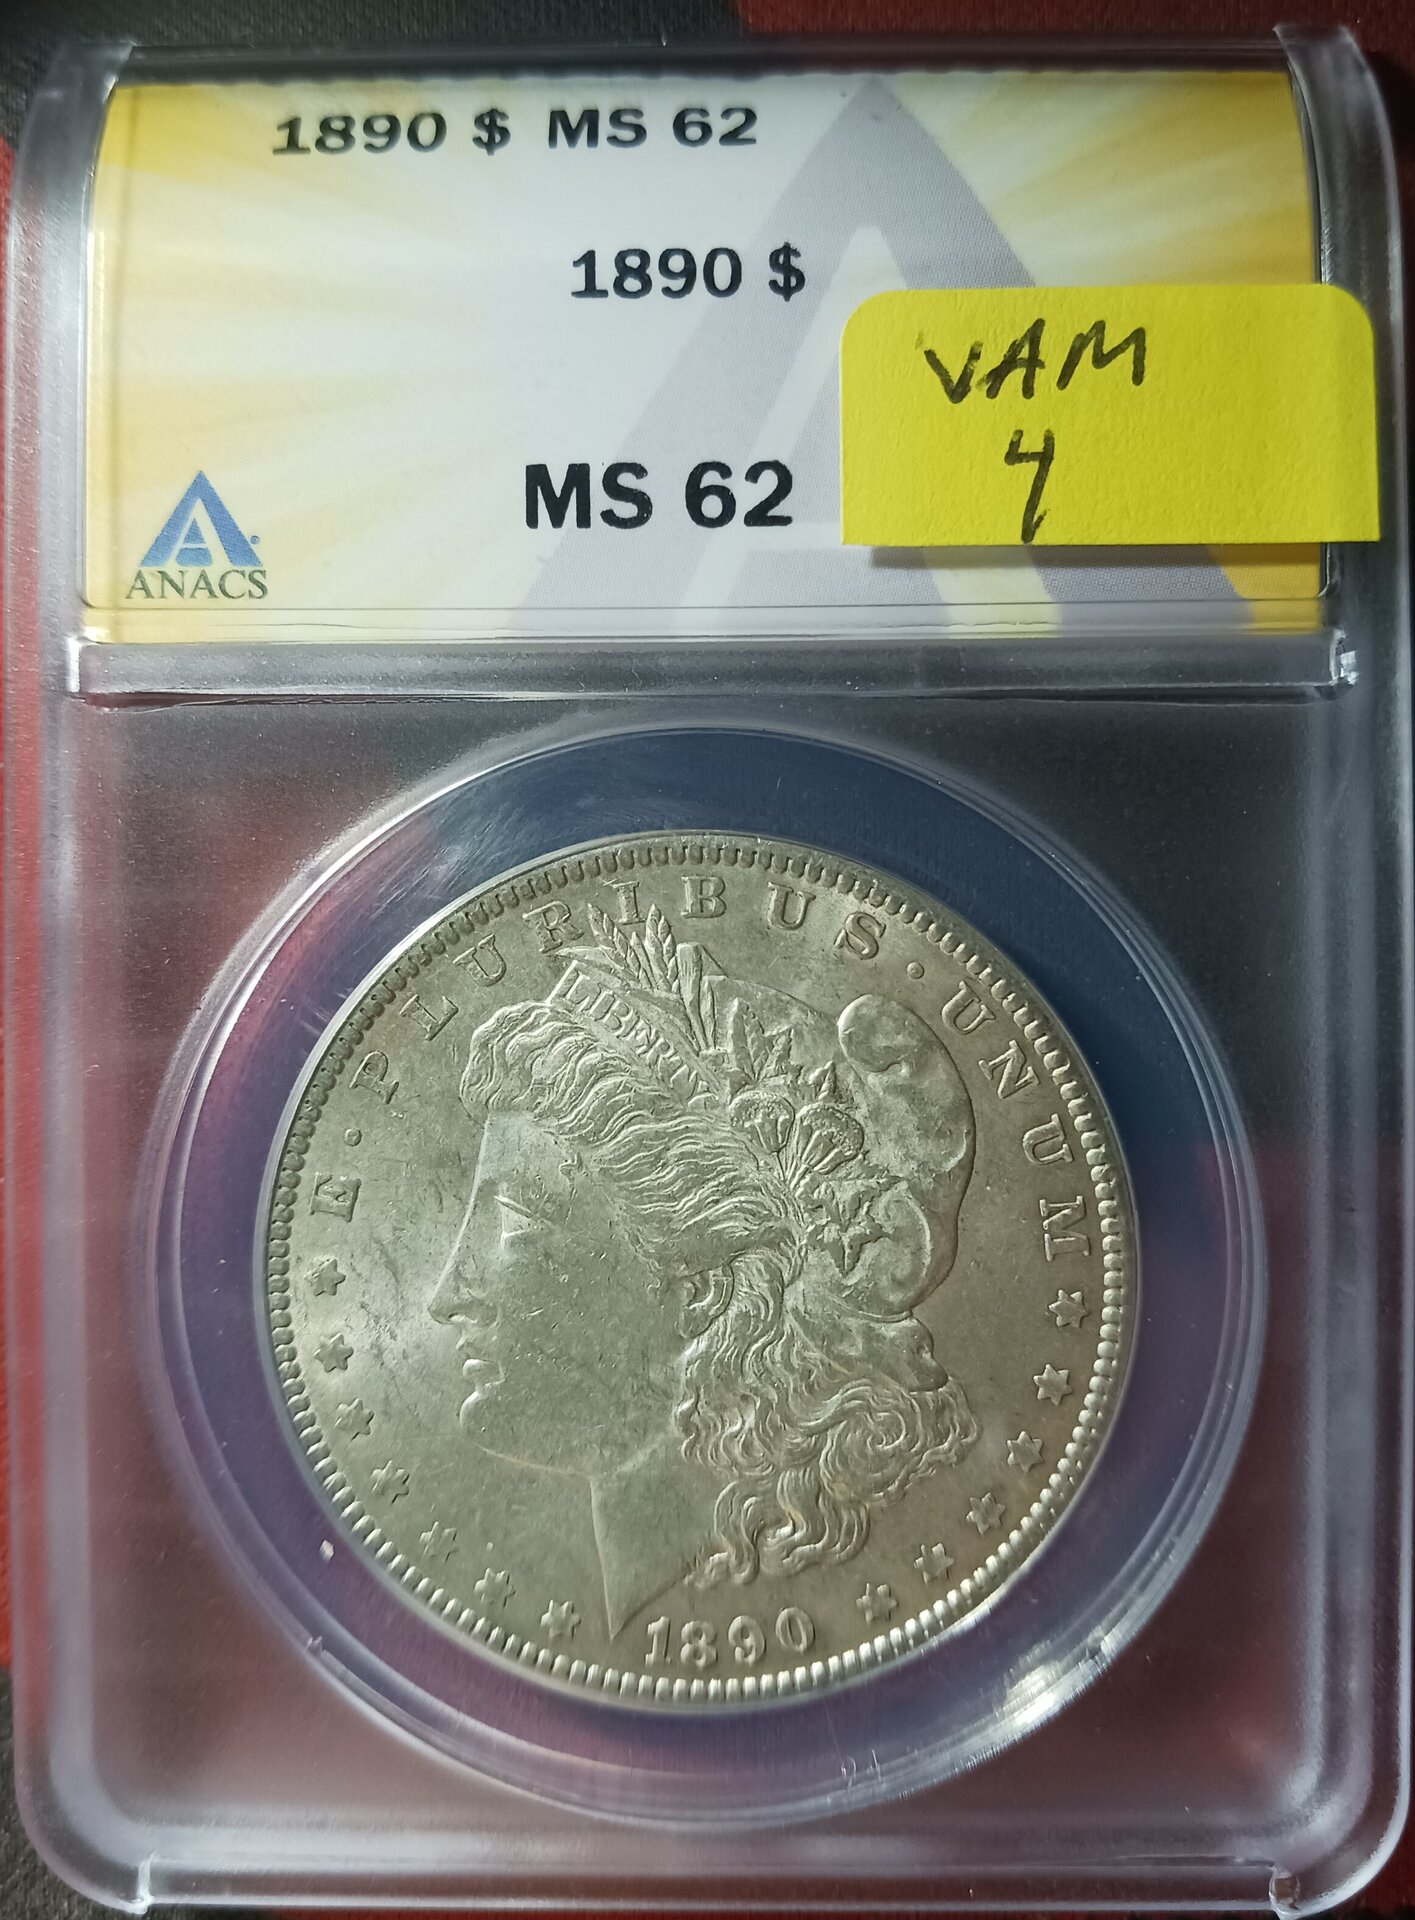 1890 $ MS 62
1890 $
VAM
4
MS 62
ANACS
E · PLURIBUS · UNUM
LIBERTY
1890